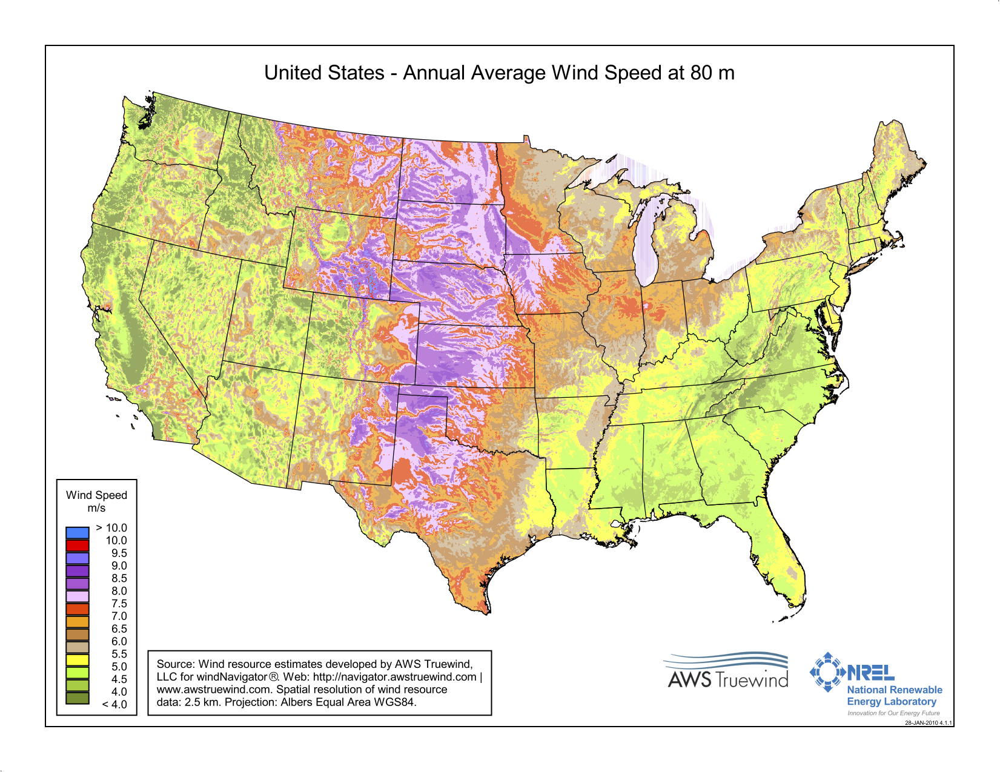 United States - Annual Average Wind Speed at 80 m
Wind Speed
m/s
> 10.0
10.0
9.5
9.0
8.5
8.0
7.5
7.0
6.5
6.0
5.5
5.0
4.5
4.0
< 4.0
Source: Wind resource estimates developed by AWS Truewind,
LLC for windNavigator®. Web: http://navigator.awstruewind.com |
www.awstruewind.com. Spatial resolution of wind resource
data: 2.5 km. Projection: Albers Equal Area WGS84.
AWS Truewind
NREL
National Renewable
Energy Laboratory
Innovation for Our Energy Future
28-JAN-2010 4.1.1